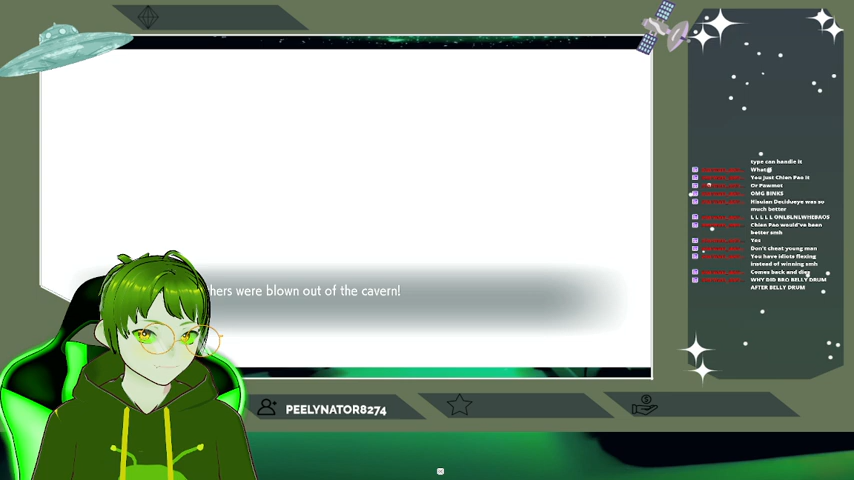 type can handle it
What
You just Chien Pao it
Or Pawmot
OMG BINKS
Hisuian Decidueye was so
much better
L L L L L ONLBLNLWHEBAOS
Chien Pao would've been
better smh
Yes
Don't cheat young man
You have idiots flexing
instead of winning smh
Comes back and die
WHY DID BRO BELLY DRUM
AFTER BELLY DRUM
hers were blown out of the cavern!
PEELYNATOR8274